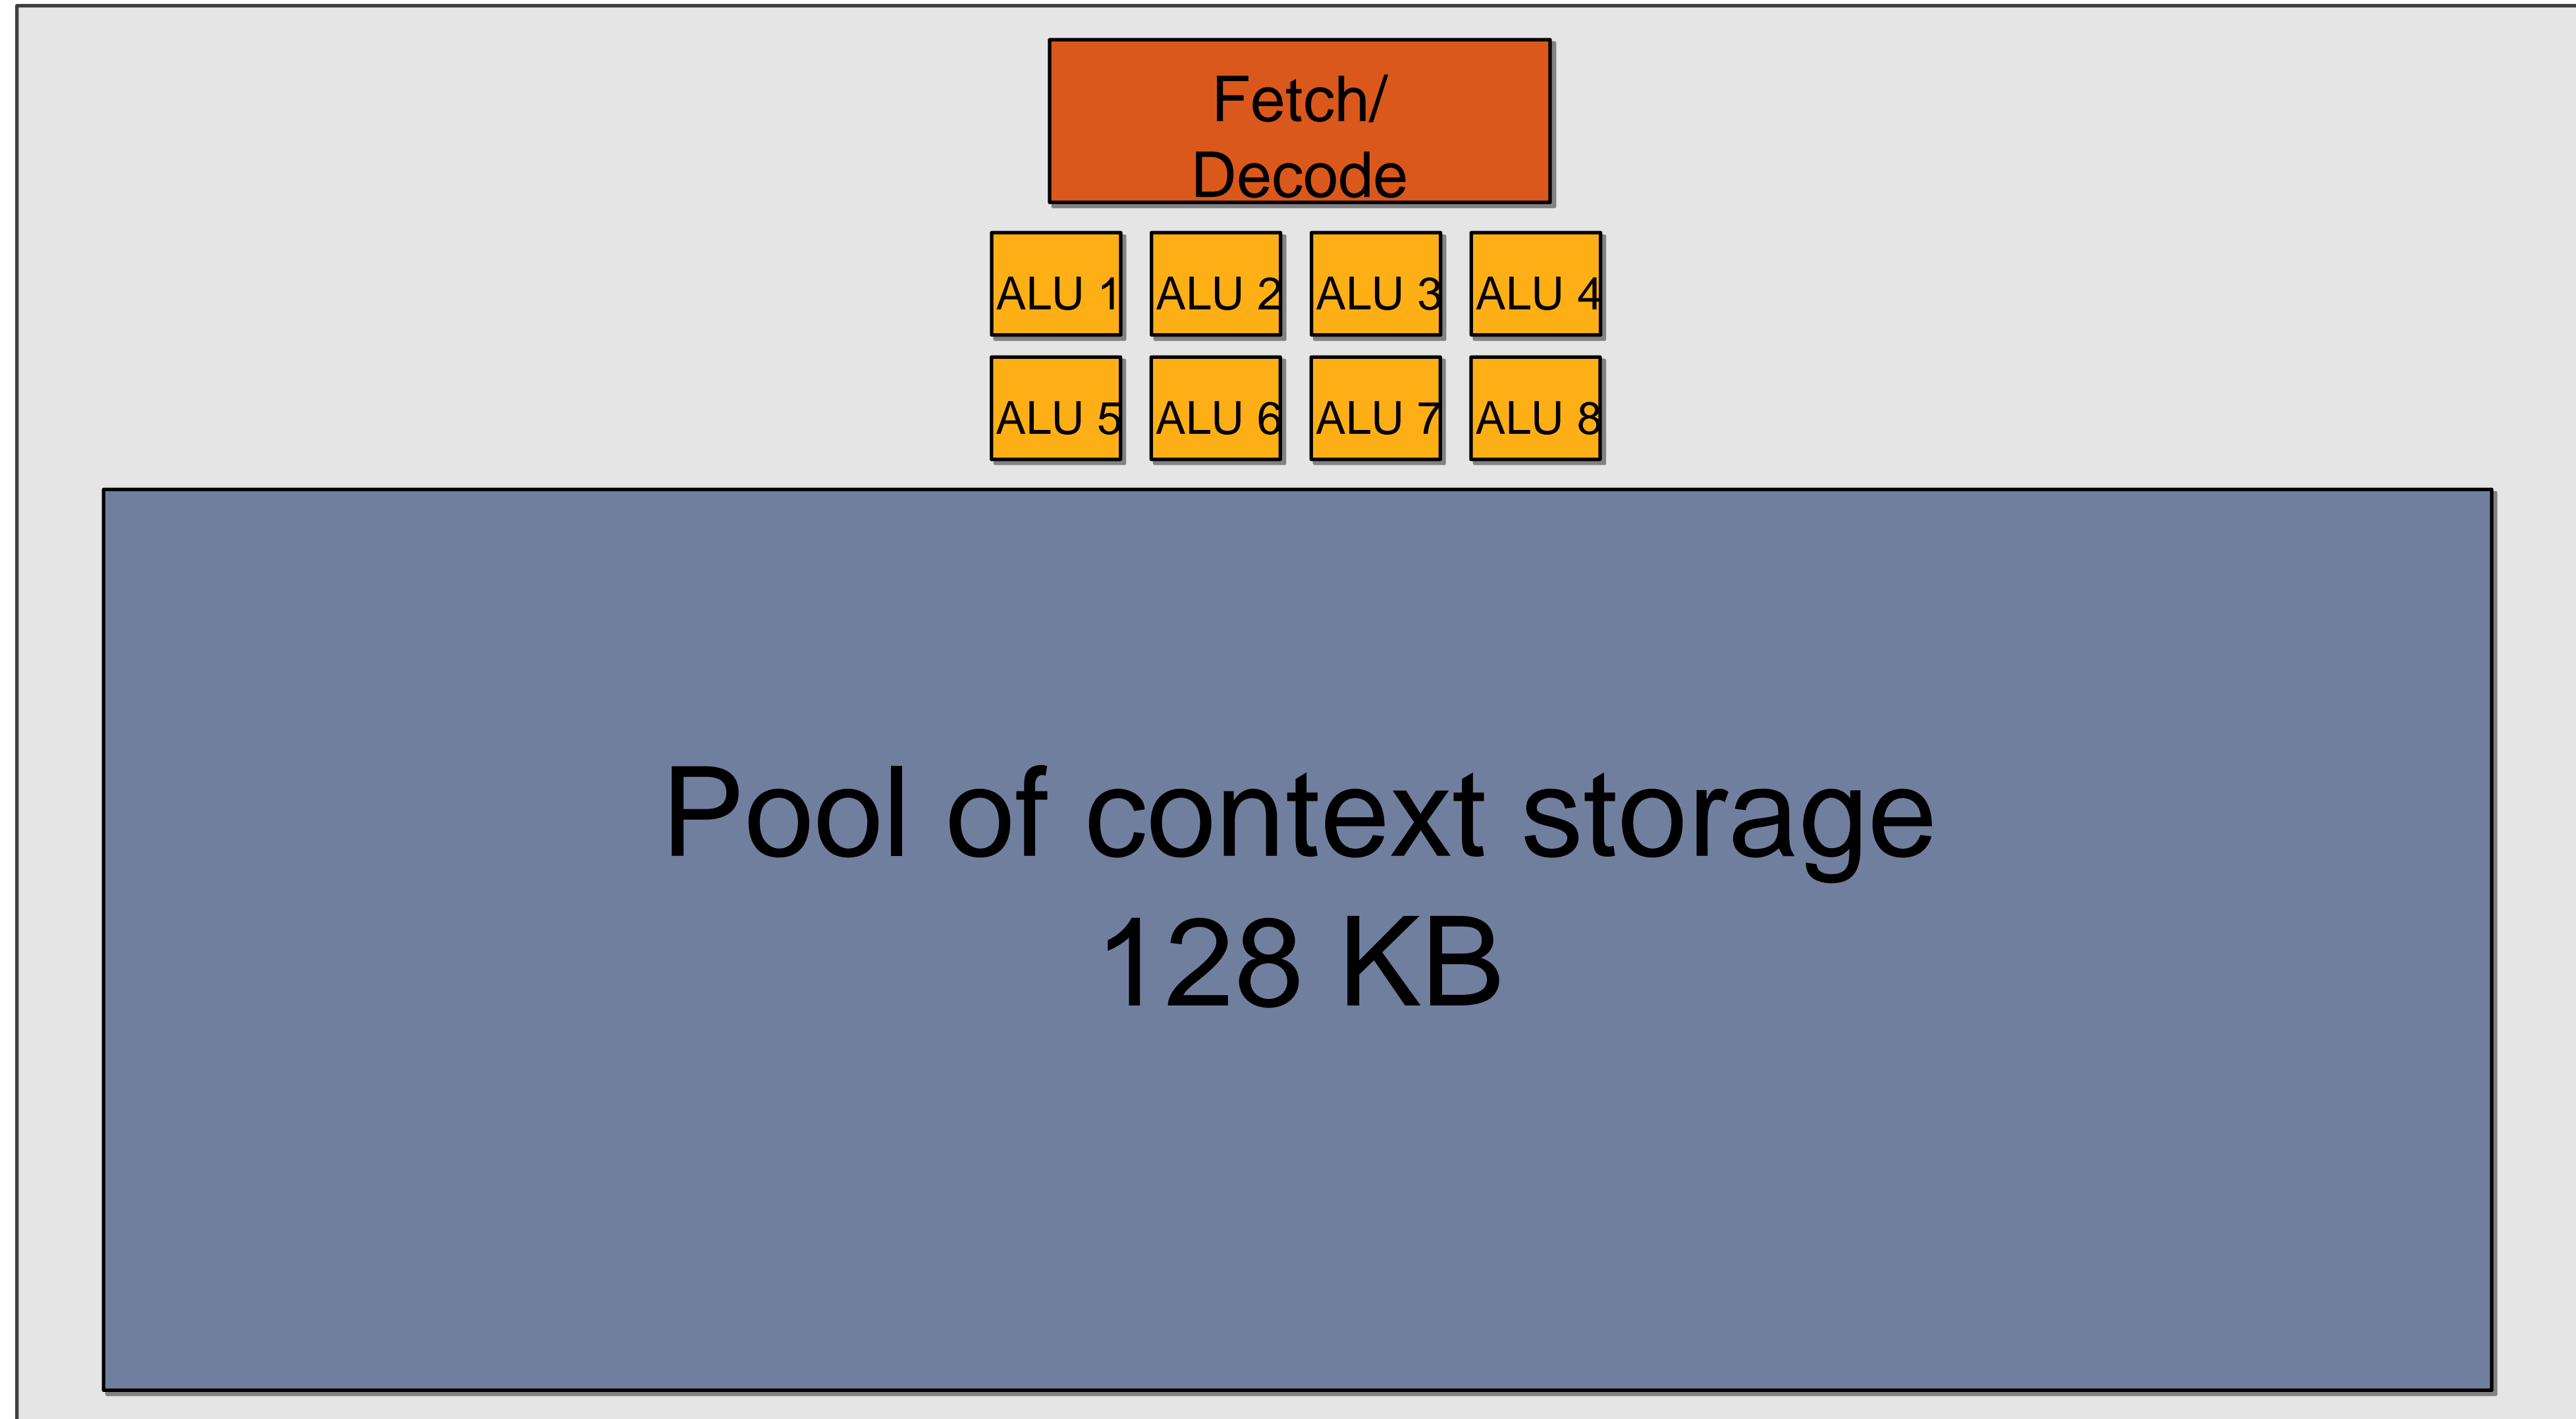 Fetch/
Decode
ALU 1 ALU 2 ALU 3 ALU 4
ALU 5 ALU 6 ALU 7 ALU 8
Pool of context storage
128 KB